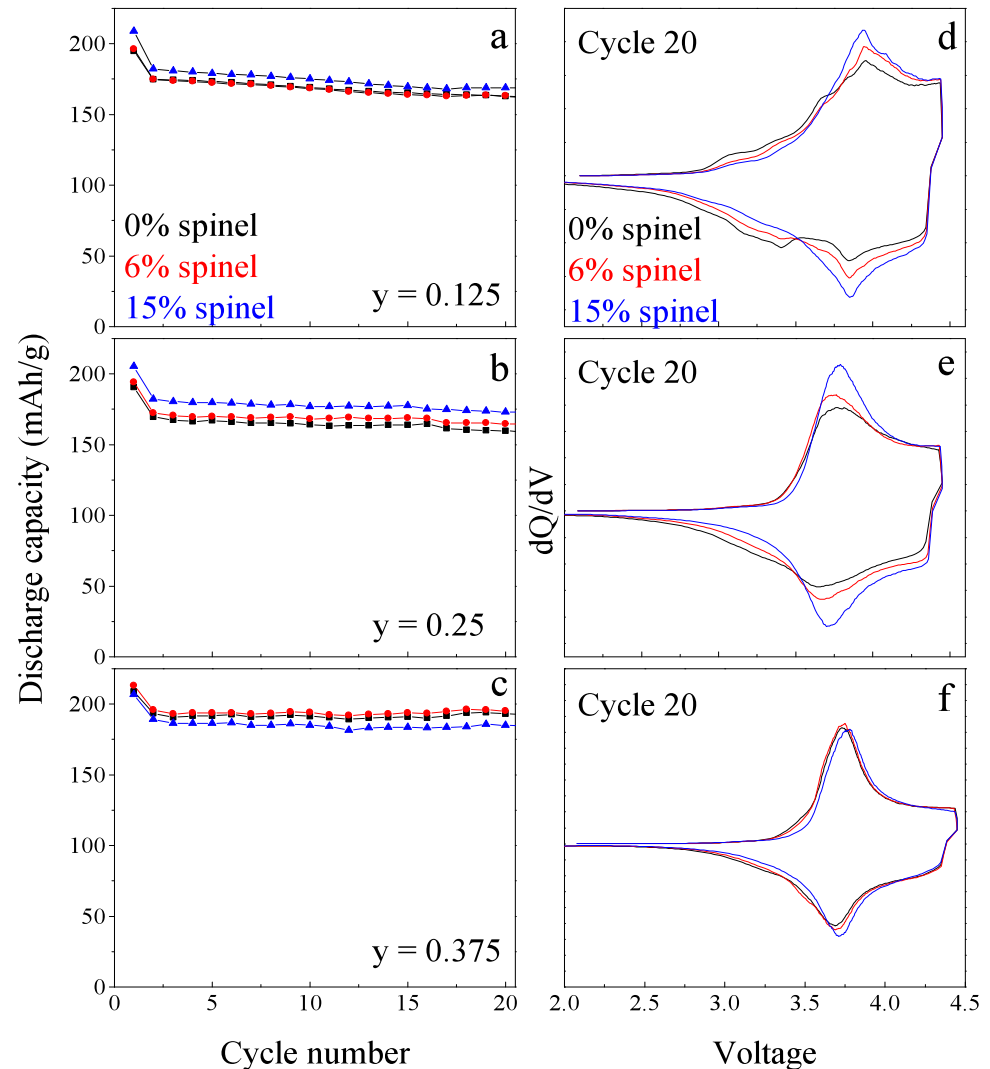 a
200
150
100
50
0
0% spinel
6% spinel
15% spinel
y = 0.125
d
Cycle 20
0% spinel
6% spinel
15% spinel
b
200
150
100
50
0
y = 0.25
e
Cycle 20
c
200
150
100
50
0
y = 0.375
0 5 10 15 20
f
Cycle 20
2.0 2.5 3.0 3.5 4.0 4.5
Discharge capacity (mAh/g)
dQ/dV
Cycle number
Voltage